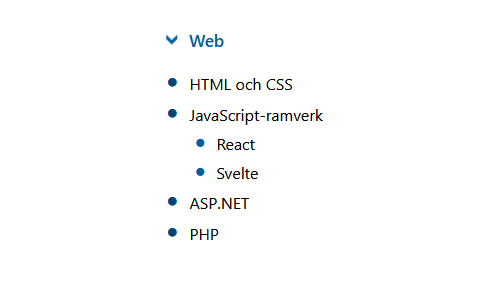 Web
HTML och CSS
JavaScript-ramverk
React
Svelte
ASP.NET
PHP